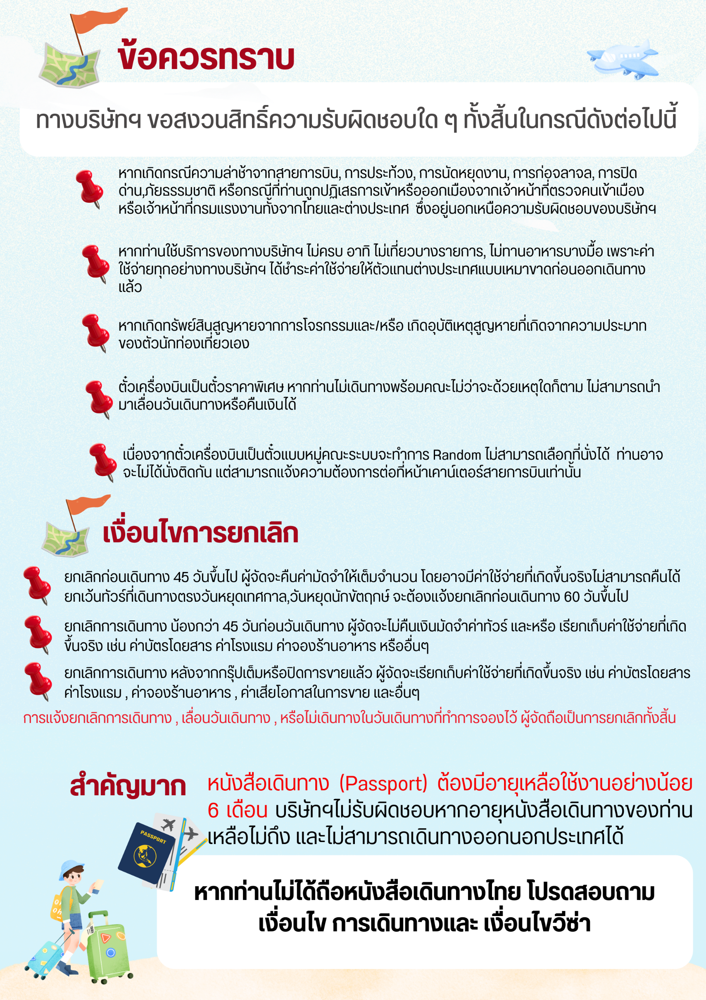 ข้อควรทราบ
ทางบริษัทฯ ขอสงวนสิทธิ์ความรับผิดชอบใด ๆ ทั้งสิ้นในกรณีดังต่อไปนี้
หากเกิดกรณีความล่าช้าจากสายการบิน, การประท้วง, การนัดหยุดงาน, การก่อจลาจล, การปิด
ด่าน,ภัยธรรมชาติ หรือกรณีที่ท่านถูกปฏิเสธการเข้าหรือออกเมืองจากเจ้าหน้าที่ตรวจคนเข้าเมือง
หรือเจ้าหน้าที่กรมแรงงานทั้งจากไทยและต่างประเทศ ซึ่งอยู่นอกเหนือความรับผิดชอบของบริษัทฯ
หากท่านใช้บริการของทางบริษัทฯ ไม่ครบ อาทิ ไม่เที่ยวบางรายการ, ไม่ทานอาหารบางมื้อ เพราะค่า
ใช้จ่ายทุกอย่างทางบริษัทฯ ได้ชำระค่าใช้จ่ายให้ตัวแทนต่างประเทศแบบเหมาขาดก่อนออกเดินทาง
แล้ว
หากเกิดทรัพย์สินสูญหายจากการโจรกรรมและ/หรือ เกิดอุบัติเหตุสูญหายที่เกิดจากความประมาท
ของตัวนักท่องเที่ยวเอง
ตั๋วเครื่องบินเป็นตั๋วราคาพิเศษ หากท่านไม่เดินทางพร้อมคณะไม่ว่าจะด้วยเหตุใดก็ตาม ไม่สามารถนำ
มาเลื่อนวันเดินทางหรือคืนเงินได้
เนื่องจากตั๋วเครื่องบินเป็นตั๋วแบบหมู่คณะระบบจะทำการ Random ไม่สามารถเลือกที่นั่งได้ ท่านอาจ
จะไม่ได้นั่งติดกัน แต่สามารถแจ้งความต้องการต่อที่หน้าเคาน์เตอร์สายการบินเท่านั้น
เงื่อนไขการยกเลิก
ยกเลิกก่อนเดินทาง 45 วันขึ้นไป ผู้จัดจะคืนค่ามัดจำให้เต็มจำนวน โดยอาจมีค่าใช้จ่ายที่เกิดขึ้นจริงไม่สามารถคืนได้
ยกเว้นทัวร์ที่เดินทางตรงวันหยุดเทศกาล,วันหยุดนักขัตฤกษ์ จะต้องแจ้งยกเลิกก่อนเดินทาง 60 วันขึ้นไป
ยกเลิกการเดินทาง น้องกว่า 45 วันก่อนวันเดินทาง ผู้จัดจะไม่คืนเงินมัดจำค่าทัวร์ และหรือ เรียกเก็บค่าใช้จ่ายที่เกิด
ขึ้นจริง เช่น ค่าบัตรโดยสาร ค่าโรงแรม ค่าจองร้านอาหาร หรืออื่นๆ
ยกเลิกการเดินทาง หลังจากกรุ๊ปเต็มหรือปิดการขายแล้ว ผู้จัดจะเรียกเก็บค่าใช้จ่ายที่เกิดขึ้นจริง เช่น ค่าบัตรโดยสาร
ค่าโรงแรม , ค่าจองร้านอาหาร , ค่าเสียโอกาสในการขาย และอื่นๆ
การแจ้งยกเลิกการเดินทาง , เลื่อนวันเดินทาง , หรือไม่เดินทางในวันเดินทางที่ทำการจองไว้ ผู้จัดถือเป็นการยกเลิกทั้งสิ้น
สำคัญมาก
หนังสือเดินทาง (Passport) ต้องมีอายุเหลือใช้งานอย่างน้อย
6 เดือน บริษัทฯไม่รับผิดชอบหากอายุหนังสือเดินทางของท่าน
เหลือไม่ถึง และไม่สามารถเดินทางออกนอกประเทศได้
PASSPORT
หากท่านไม่ได้ถือหนังสือเดินทางไทย โปรดสอบถาม
เงื่อนไข การเดินทางและ เงื่อนไขวีซ่า